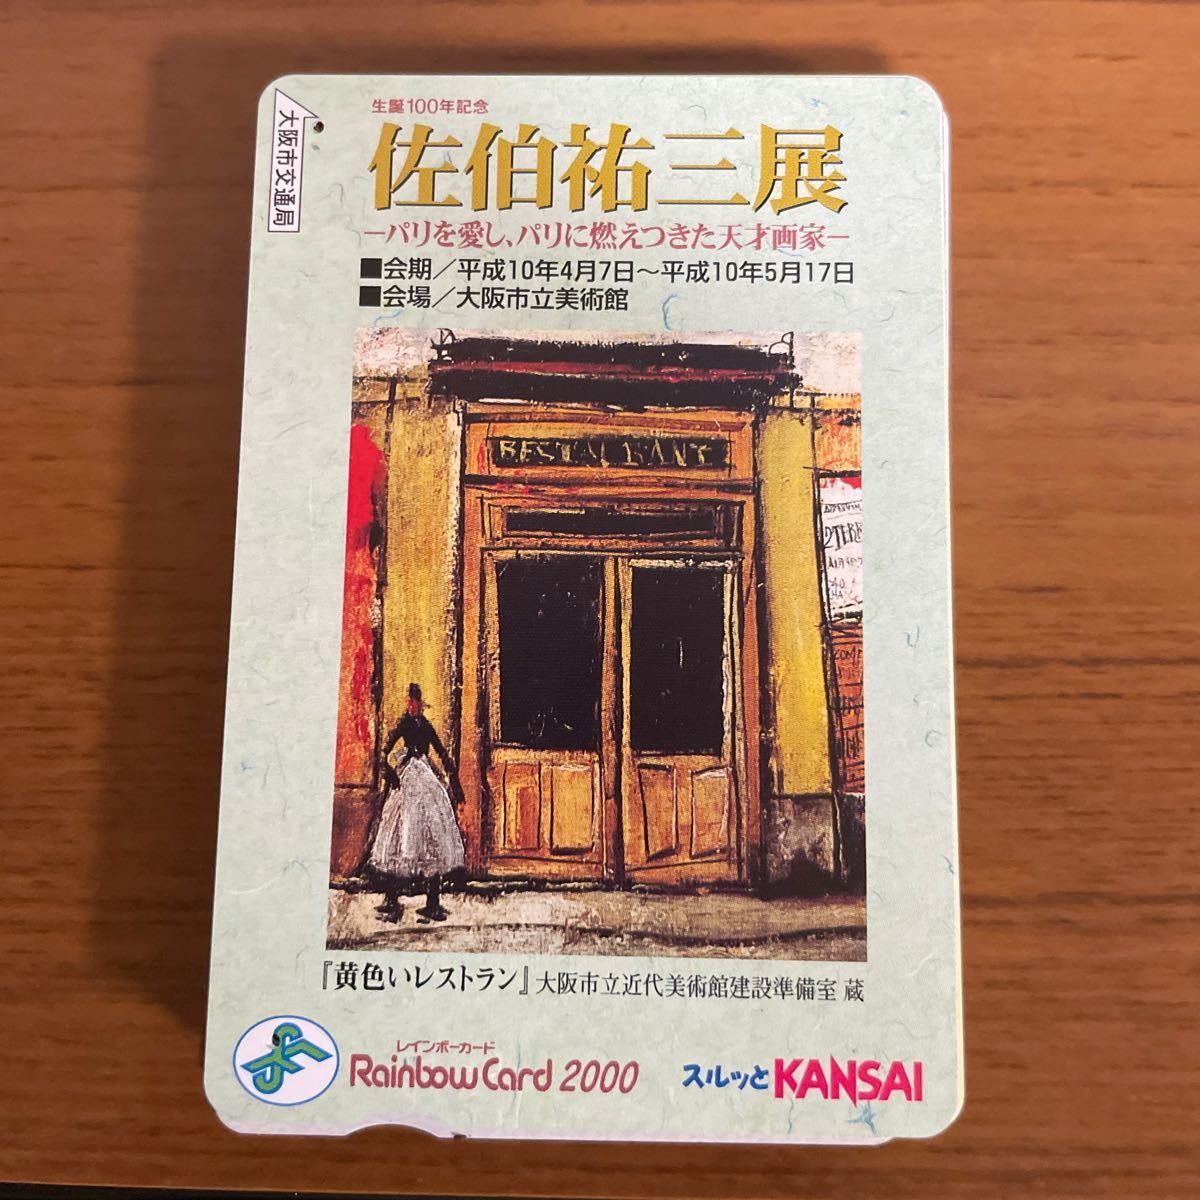 大阪市交通局
生誕100年記念
佐伯祐三展
−パリを愛し、パリに燃えつきた天才画家−
■会期／平成10年4月7日〜平成10年5月17日
■会場／大阪市立美術館
RESTAURANT
『黄色いレストラン』大阪市立近代美術館建設準備室 蔵
レインボーカード
Rainbow Card 2000
スルッとKANSAI